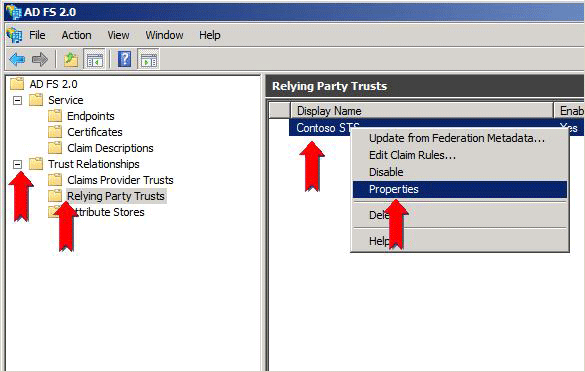 AD FS 2.0
File Action View Window Help
AD FS 2.0
Service
Endpoints
Certificates
Claim Descriptions
Trust Relationships
Claims Provider Trusts
Relying Party Trusts
Attribute Stores
Relying Party Trusts
Display Name Enab
Contoso STS Yes
Update from Federation Metadata...
Edit Claim Rules...
Disable
Properties
Dele
Help